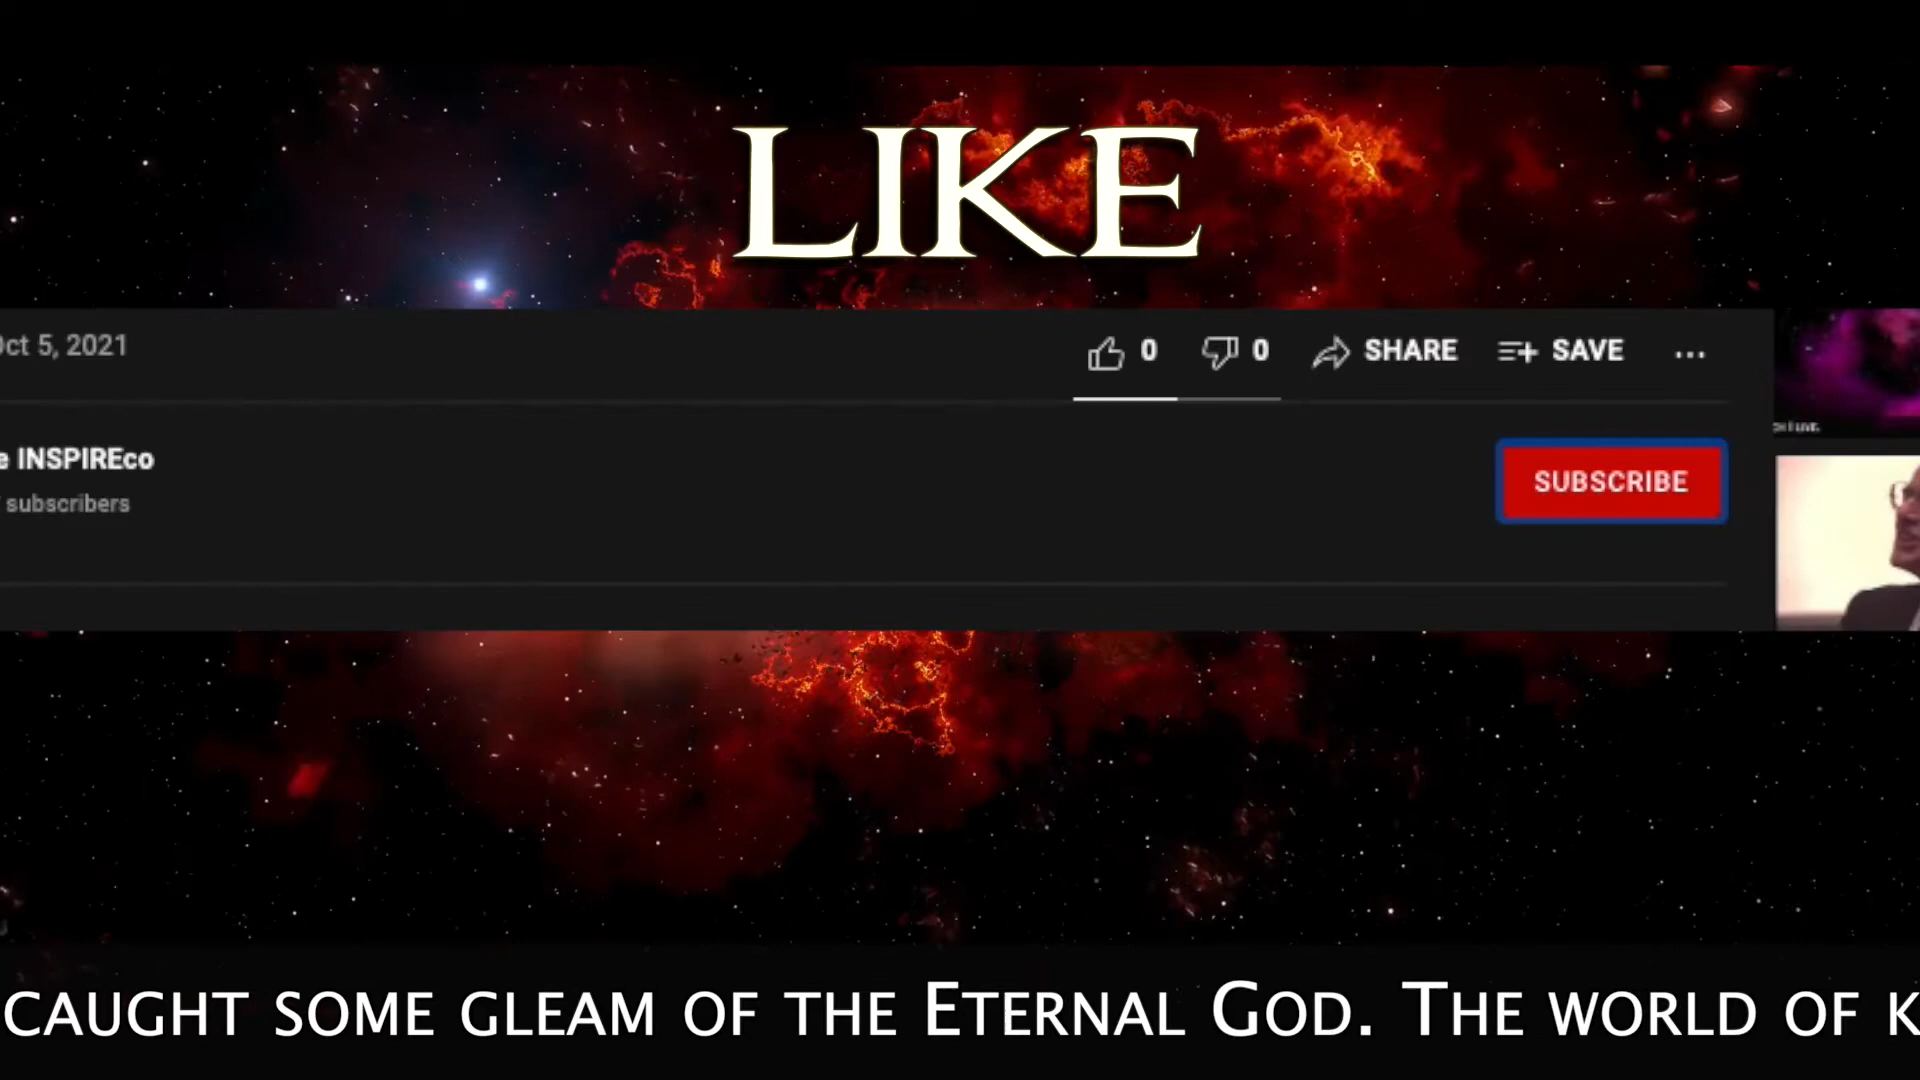 LIKE
Oct 5, 2021
0 0 SHARE SAVE ...
INSPIREco
SUBSCRIBE
subscribers
CAUGHT SOME GLEAM OF THE ETERNAL GOD. THE WORLD OF K